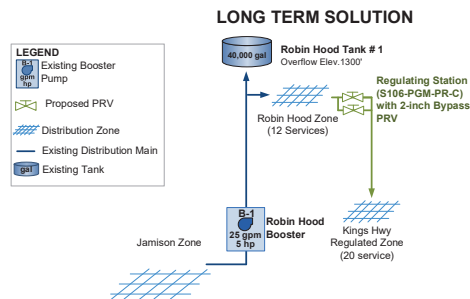 LONG TERM SOLUTION
LEGEND
B-1
gpm
hp
Existing Booster
Pump
Proposed PRV
Distribution Zone
Existing Distribution Main
gal
Existing Tank
40,000 gal
Robin Hood Tank # 1
Overflow Elev.1300'
Regulating Station
(S106-PGM-PR-C)
with 2-inch Bypass
PRV
Robin Hood Zone
(12 Services)
B-1
25 gpm
5 hp
Robin Hood
Booster
Jamison Zone
Kings Hwy
Regulated Zone
(20 service)